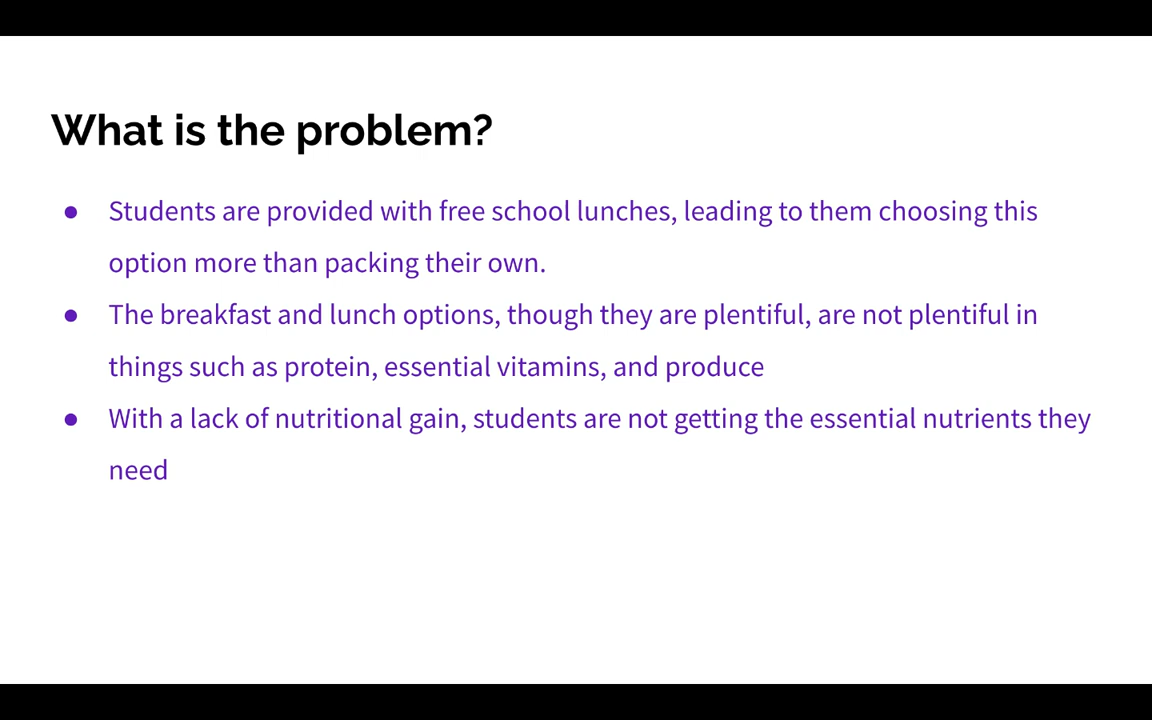 What is the problem?
● Students are provided with free school lunches, leading to them choosing this
option more than packing their own.
● The breakfast and lunch options, though they are plentiful, are not plentiful in
things such as protein, essential vitamins, and produce
● With a lack of nutritional gain, students are not getting the essential nutrients they
need